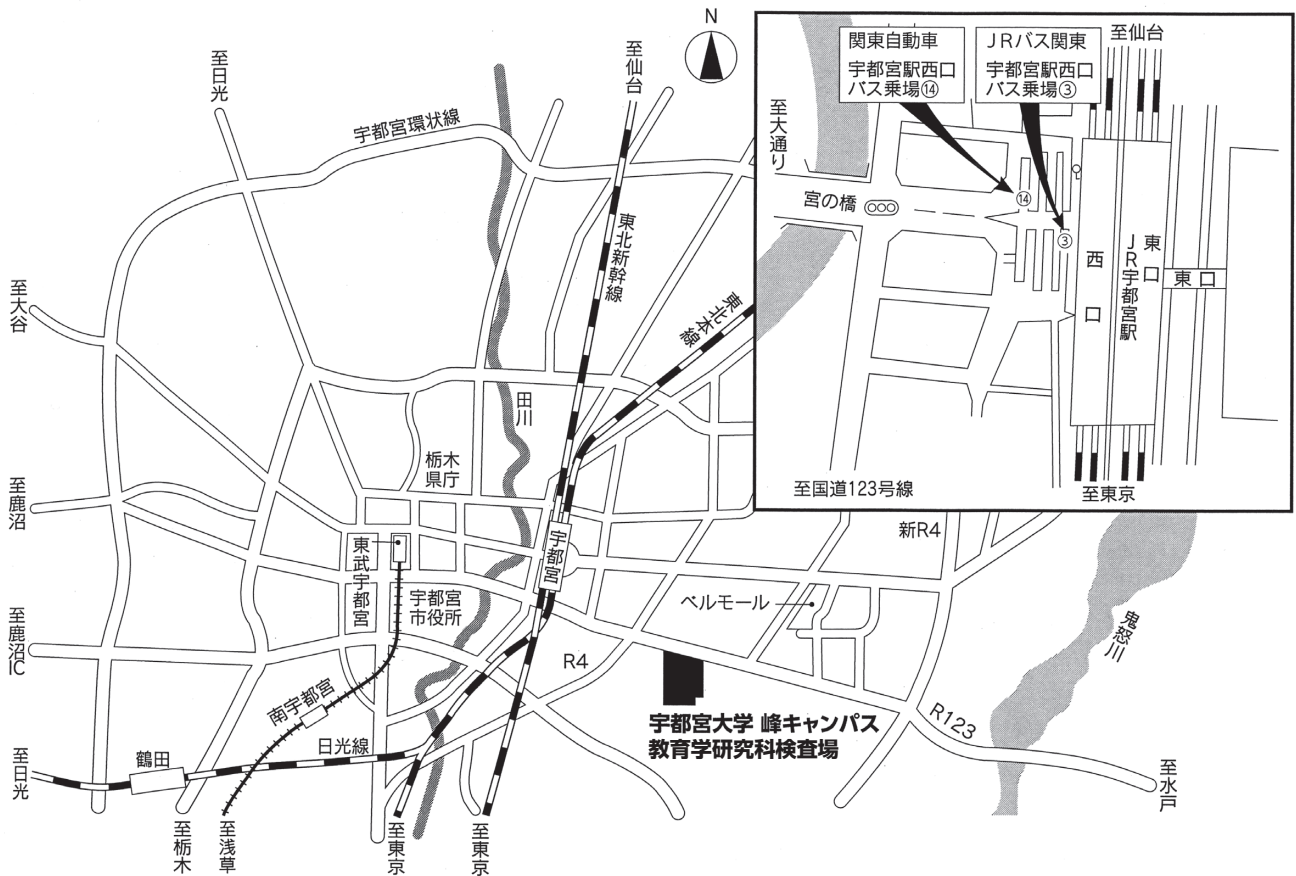 N
至日光
至仙台
宇都宮環状線
東北新幹線
東北本線
至大谷
田川
栃木
県庁
至鹿沼
東武宇都宮
宇都宮
宇都宮
市役所
至鹿沼IC
南宇都宮
日光線
鶴田
至日光
至栃木
至浅草
至東京
至東京
R4
新R4
ベルモール
鬼怒川
R123
至水戸
宇都宮大学 峰キャンパス
教育学研究科検査場
関東自動車
宇都宮駅西口
バス乗場⑭
JRバス関東
宇都宮駅西口
バス乗場③
至仙台
至大通り
宮の橋
⑭
③
西口
JR宇都宮駅
東口
東口
至国道123号線
至東京